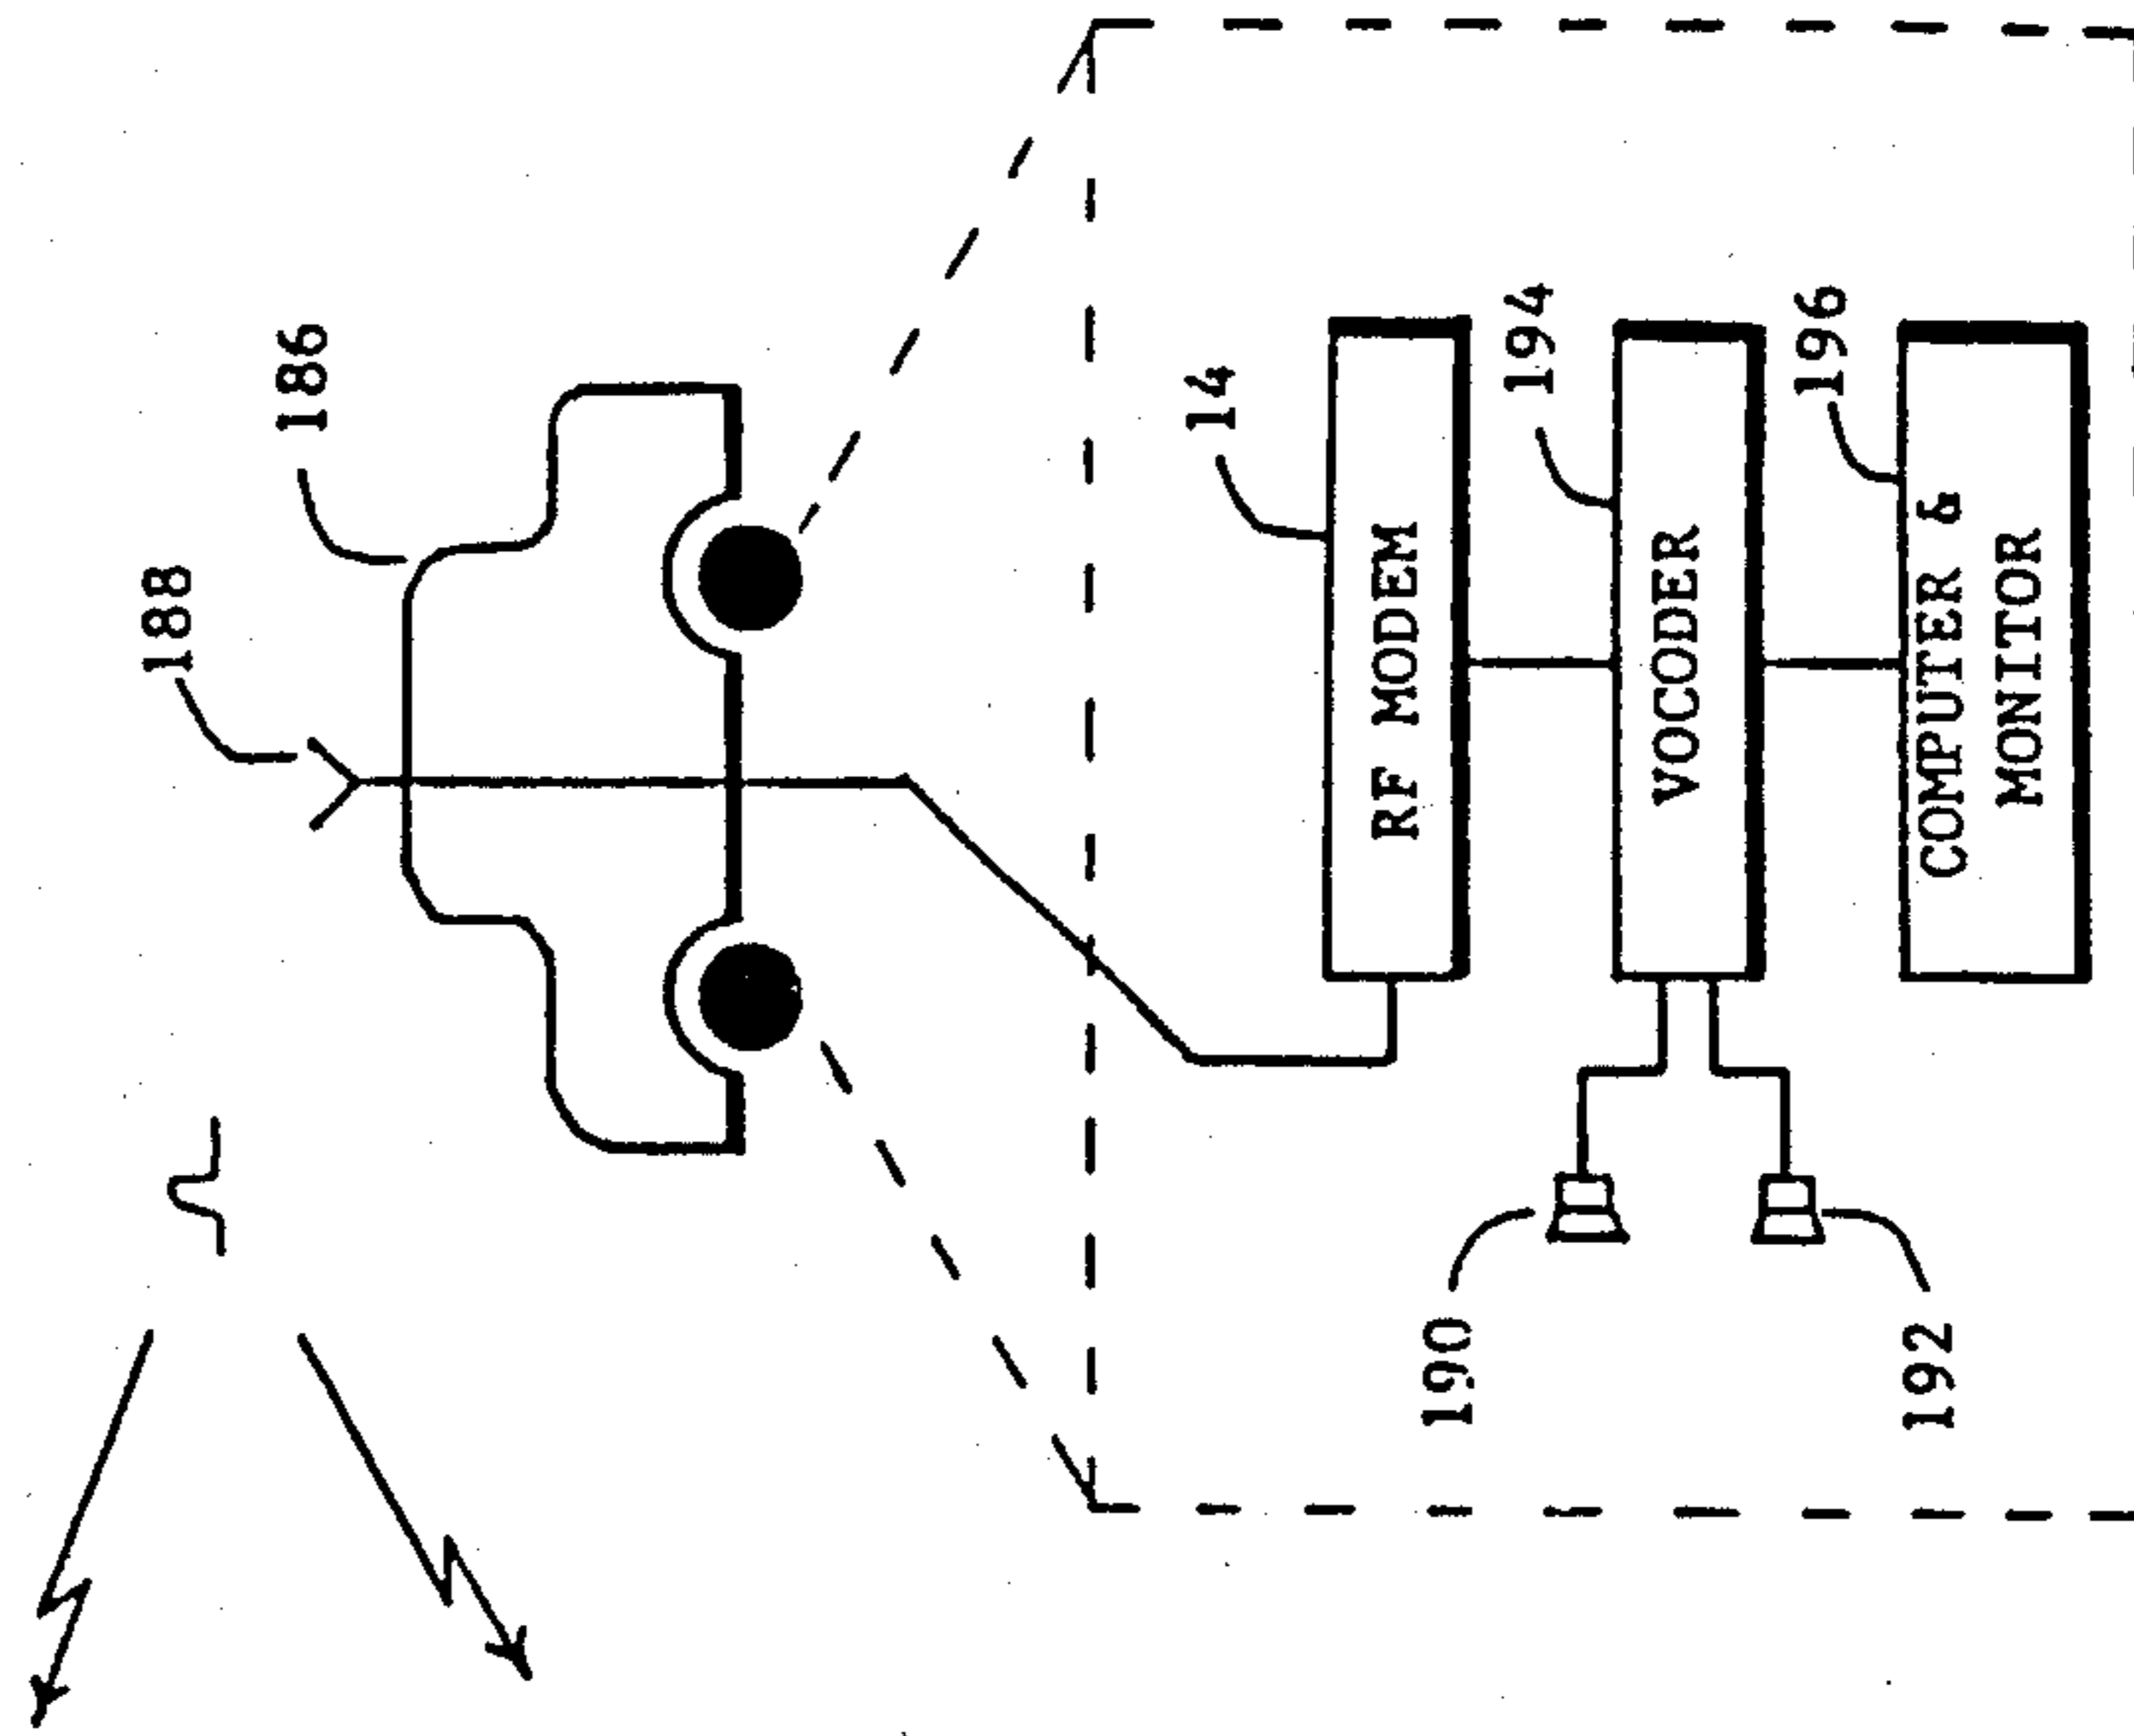 188
186
14
RF MODEM
194
VOCODER
196
COMPUTER &
MONITOR
190
192